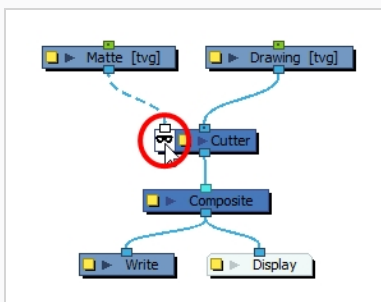 Matte [tvg]
Drawing [tvg]
Cutter
Composite
Write
Display